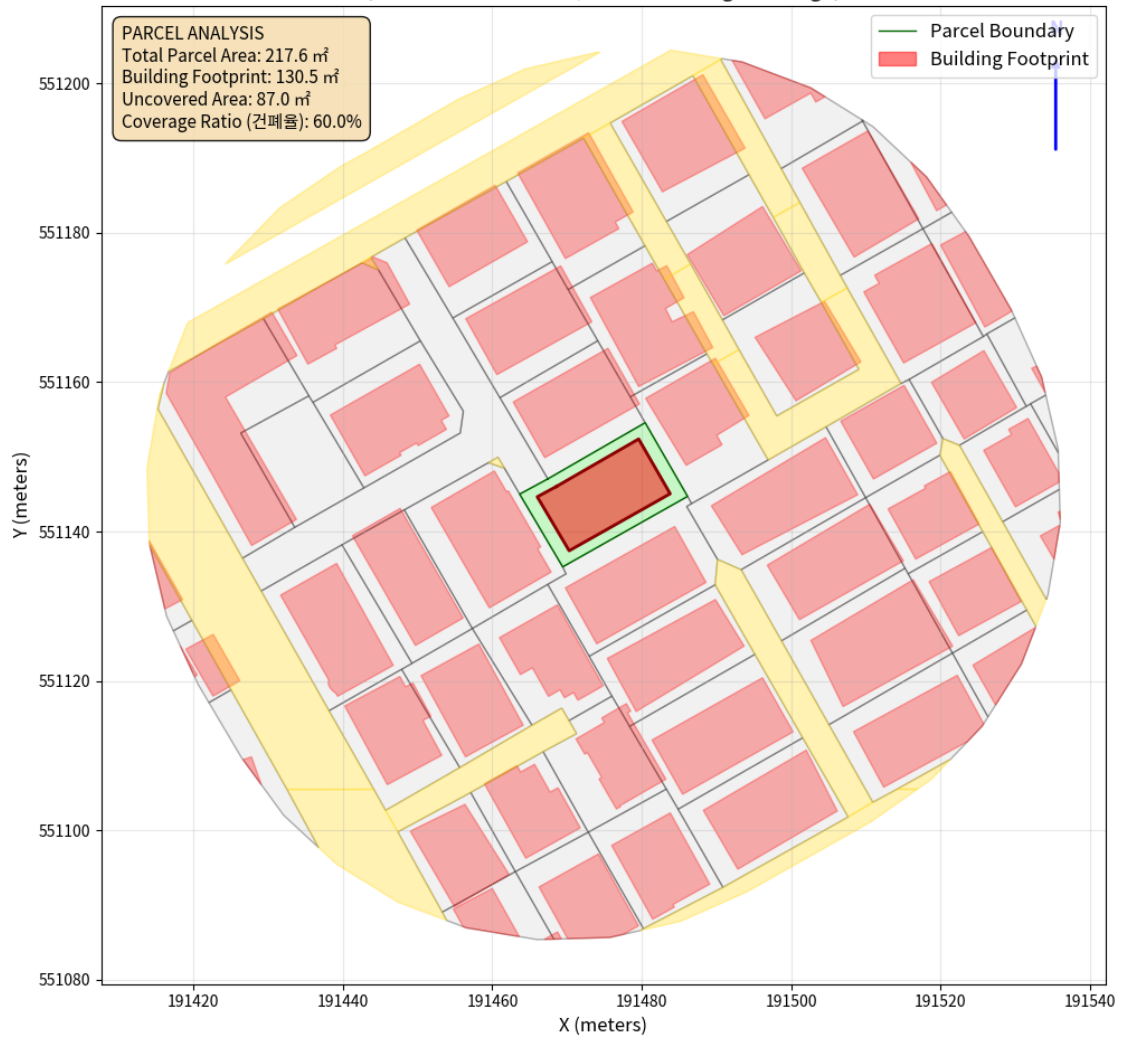 PARCEL ANALYSIS
Total Parcel Area: 217.6 ㎡
Building Footprint: 130.5 ㎡
Uncovered Area: 87.0 ㎡
Coverage Ratio (건폐율): 60.0%
Parcel Boundary
Building Footprint
N
551200
551180
551160
551140
551120
551100
551080
Y (meters)
191420
191440
191460
191480
191500
191520
191540
X (meters)